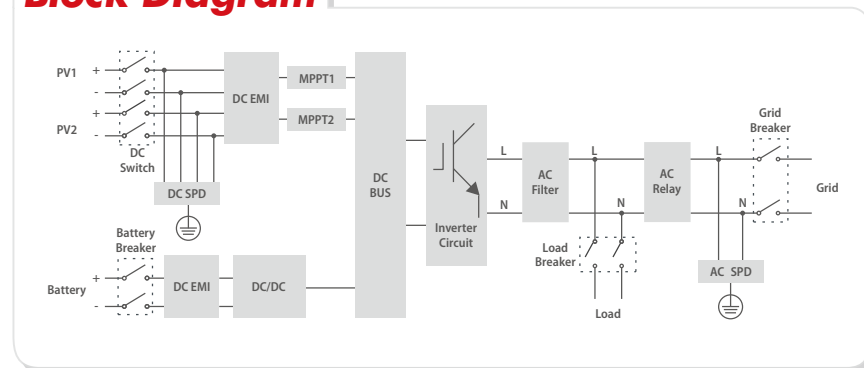 Block Diagram
PV1
+
-
+
PV2
-
DC
Switch
DC SPD
DC EMI
MPPT1
MPPT2
DC
BUS
Battery
Breaker
Battery
+
-
DC EMI
DC/DC
Inverter
Circuit
L
N
AC
Filter
L
N
Load
Breaker
Load
AC
Relay
L
N
AC SPD
Grid
Breaker
Grid